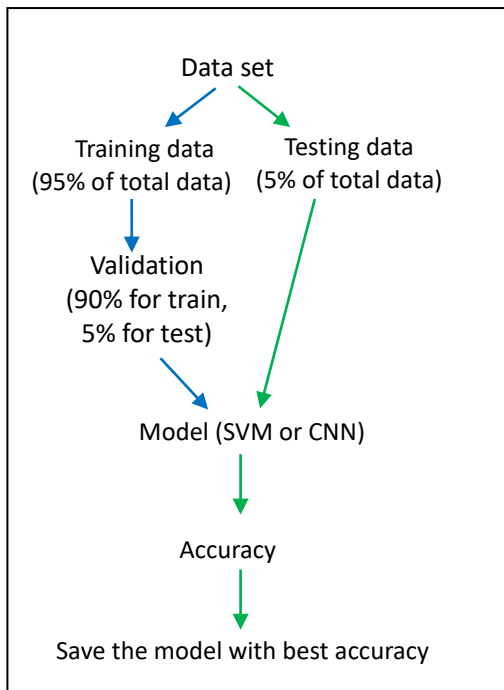 Data set
Training data
(95% of total data)
Testing data
(5% of total data)
Validation
(90% for train,
5% for test)
Model (SVM or CNN)
Accuracy
Save the model with best accuracy